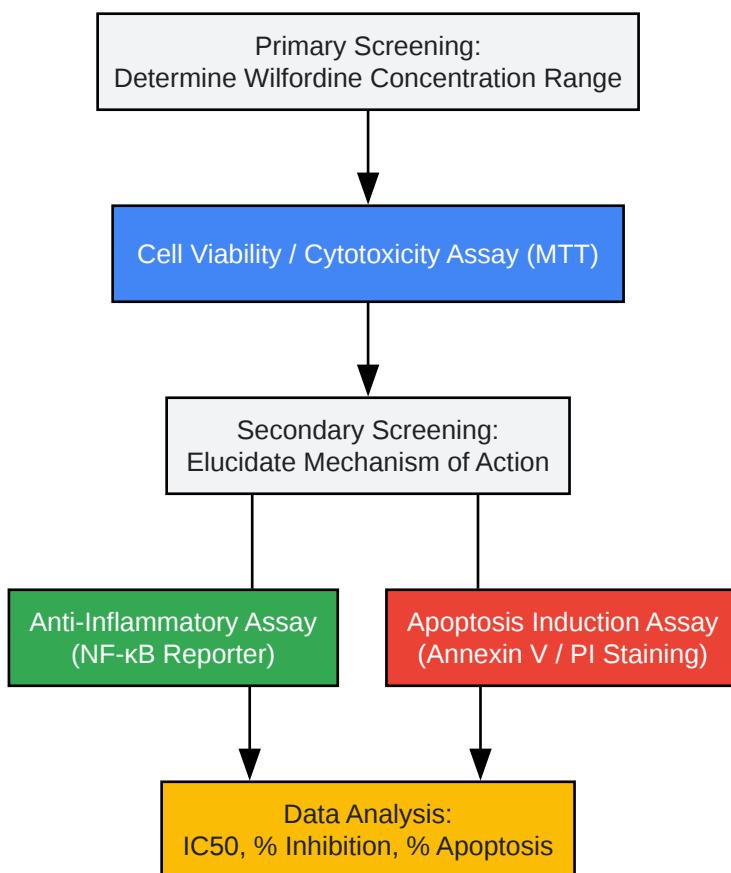 Primary Screening:
Determine Wilfordine Concentration Range
Cell Viability / Cytotoxicity Assay (MTT)
Secondary Screening:
Elucidate Mechanism of Action
Anti-Inflammatory Assay
(NF-κB Reporter)
Apoptosis Induction Assay
(Annexin V / PI Staining)
Data Analysis:
IC50, % Inhibition, % Apoptosis